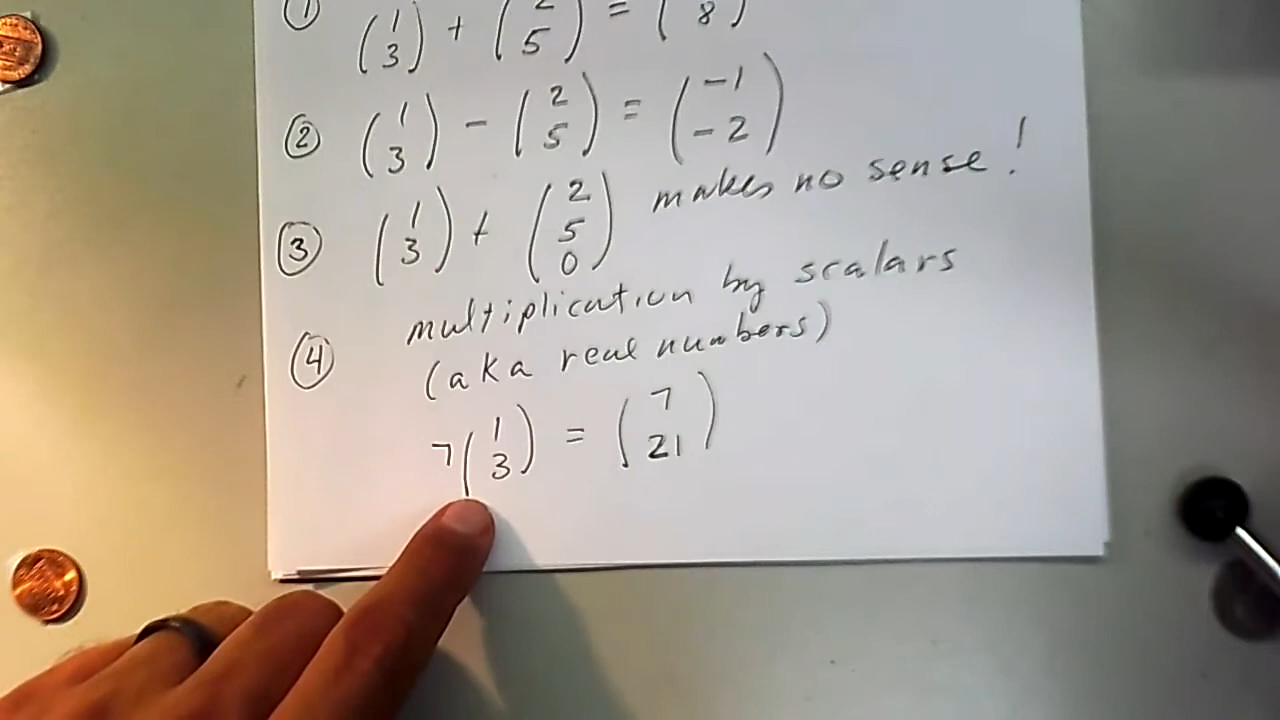 ① (1 3) + (2 5) = ( 8)
② (1 3) - (2 5) = (-1 -2)
③ (1 3) + (2 5 0) makes no sense!
④ multiplication by scalars
(aka real numbers)
7(1 3) = (7 21)